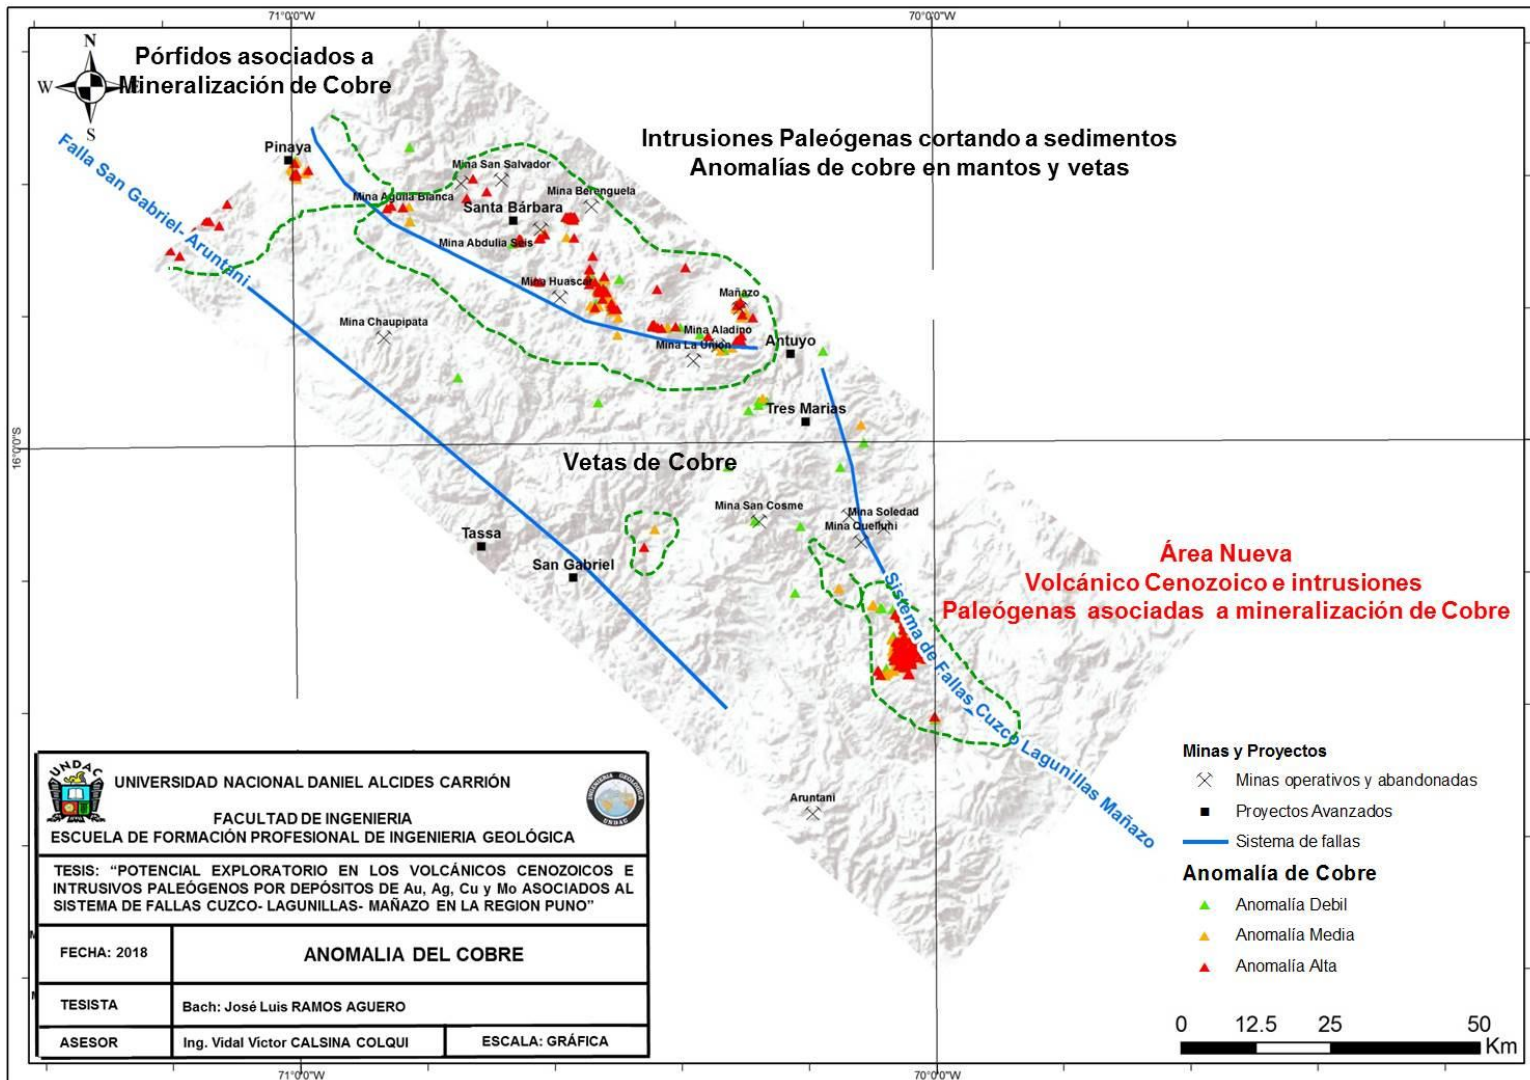 71°0'0"W
70°0'0"W
N
W
S
Pórfidos asociados a
Mineralización de Cobre
Intrusiones Paleógenas cortando a sedimentos
Anomalías de cobre en mantos y vetas
Falla San Gabriel- Aruntani
Pinaya
Mina San Salvador
Mina Aguila Blanca
Mina Berenguela
Santa Bárbara
Mina Abdulia Seis
Mina Huascar
Mañazo
Mina Chaupipata
Mina Aladino
Mina La Unión
Antuyo
Tres Marias
16°0'0"S
Vetas de Cobre
Mina San Cosme
Mina Soledad
Mina Quelluni
Tassa
San Gabriel
Área Nueva
Volcánico Cenozoico e intrusiones
Paleógenas asociadas a mineralización de Cobre
Sistema de Fallas Cuzco Lagunillas Mañazo
Aruntani
Minas y Proyectos
Minas operativos y abandonadas
Proyectos Avanzados
Sistema de fallas
Anomalía de Cobre
Anomalía Debil
Anomalía Media
Anomalía Alta
0 12.5 25 50
Km
UNDAC
UNIVERSIDAD NACIONAL DANIEL ALCIDES CARRIÓN
FACULTAD DE INGENIERIA
ESCUELA DE FORMACIÓN PROFESIONAL DE INGENIERIA GEOLÓGICA
INGENIERIA GEOLOGICA
UNDAC
TESIS: “POTENCIAL EXPLORATORIO EN LOS VOLCÁNICOS CENOZOICOS E
INTRUSIVOS PALEÓGENOS POR DEPÓSITOS DE Au, Ag, Cu y Mo ASOCIADOS AL
SISTEMA DE FALLAS CUZCO- LAGUNILLAS- MAÑAZO EN LA REGION PUNO”
FECHA: 2018
ANOMALIA DEL COBRE
TESISTA
Bach: José Luis RAMOS AGUERO
ASESOR
Ing. Vidal Victor CALSINA COLQUI
ESCALA: GRÁFICA
71°0'0"W
70°0'0"W